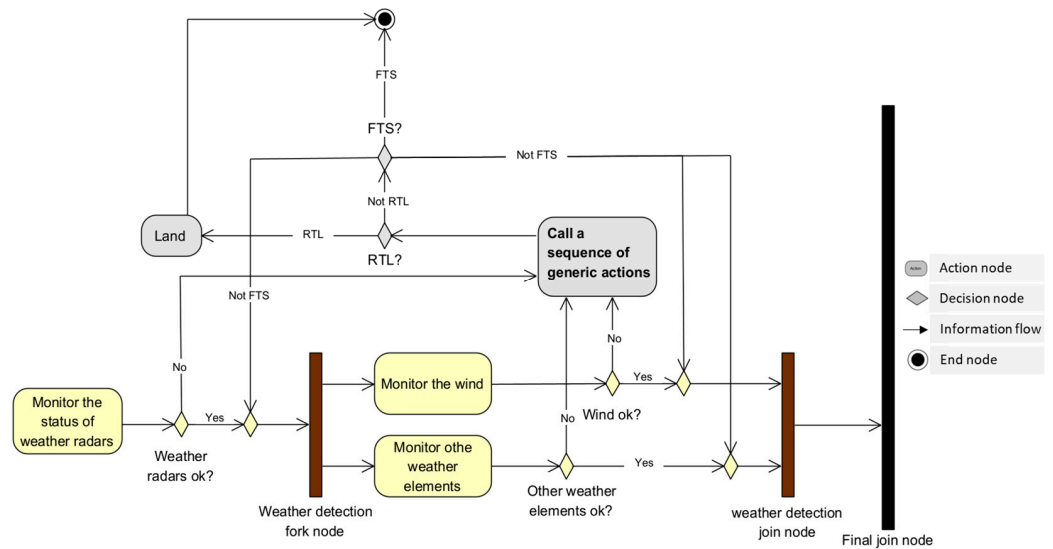 FTS
FTS?
Not FTS
Not RTL
Land
RTL
RTL?
Call a
sequence of
generic actions
Not FTS
No
No
No
Monitor the
status of
weather radars
Yes
Weather
radars ok?
Monitor the wind
Yes
Wind ok?
Monitor othe
weather
elements
Yes
Other weather
elements ok?
Weather detection
fork node
weather detection
join node
Final join node
Action
Action node
Decision node
Information flow
End node